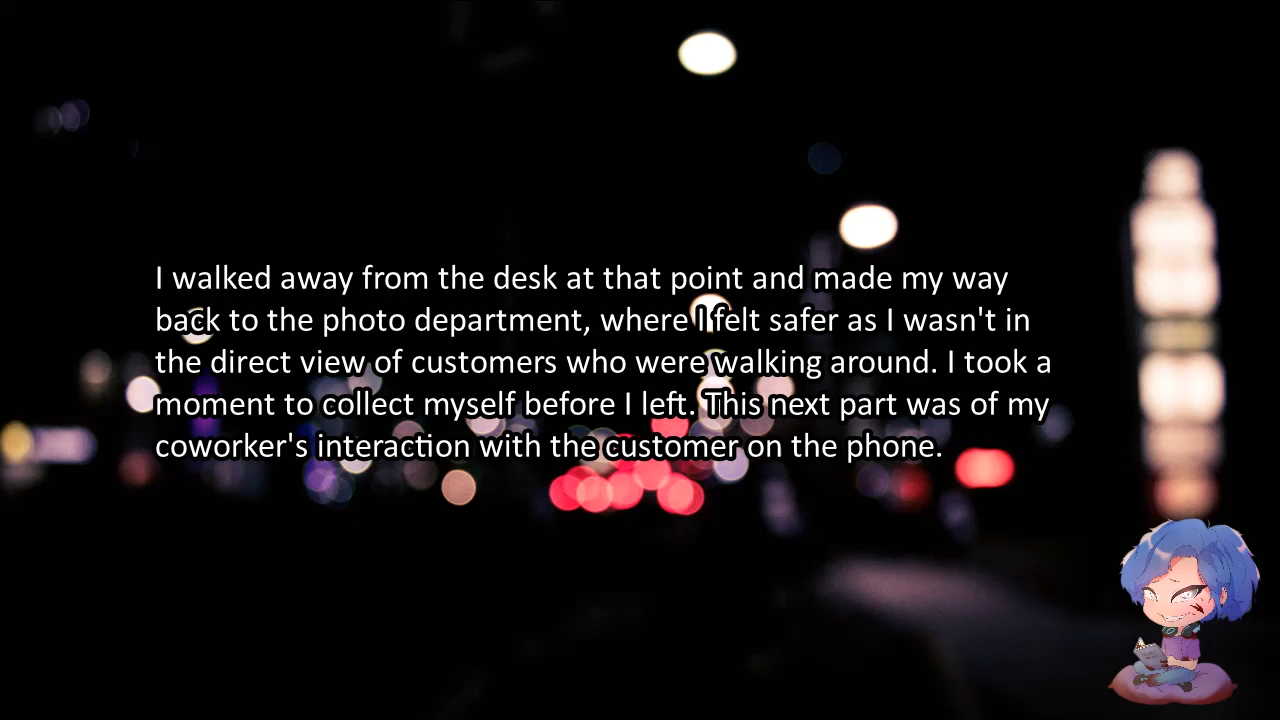 I walked away from the desk at that point and made my way
back to the photo department, where I felt safer as I wasn't in
the direct view of customers who were walking around. I took a
moment to collect myself before I left. This next part was of my
coworker's interaction with the customer on the phone.